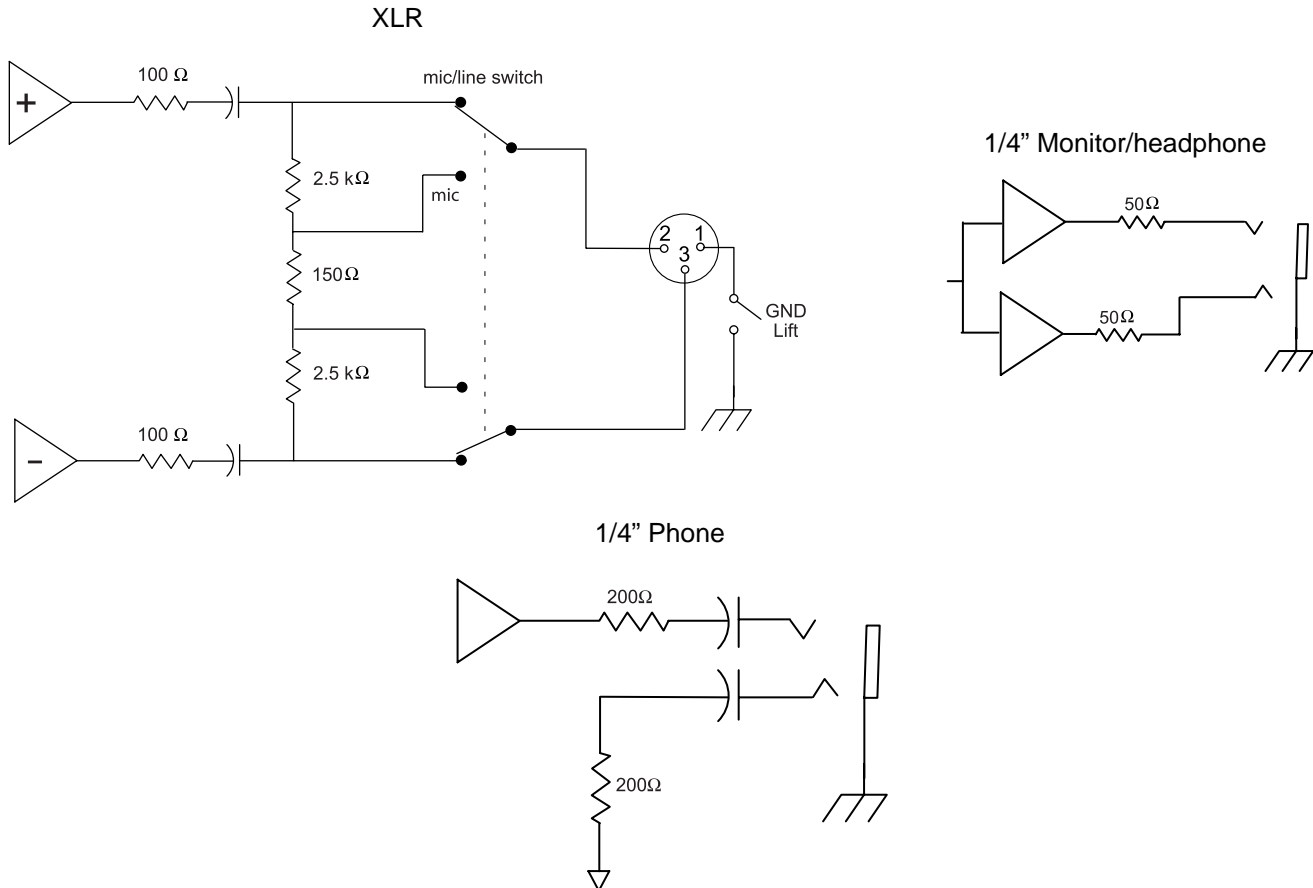 XLR
100 Ω
mic/line switch
+
2.5 kΩ
mic
150Ω
2 1
3
GND
Lift
2.5 kΩ
100 Ω
-
1/4” Monitor/headphone
50Ω
50Ω
1/4” Phone
200Ω
200Ω